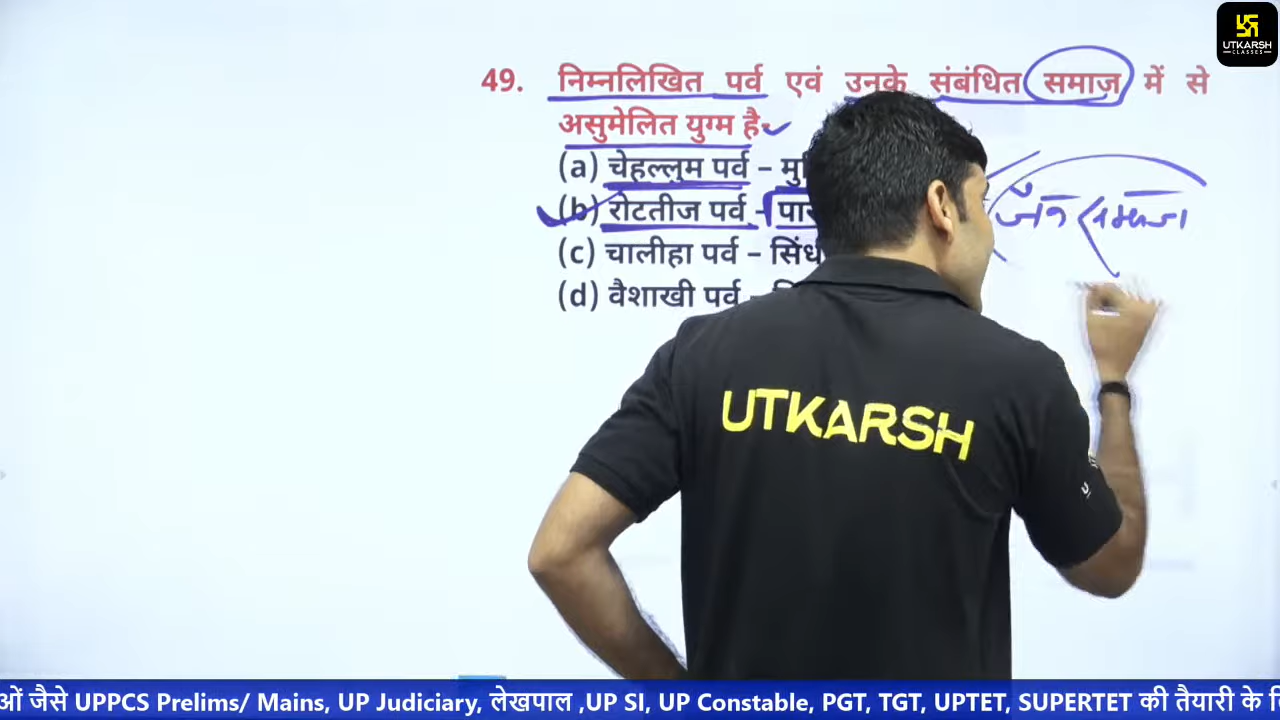 UTKARSH
CLASSES
49. निम्नलिखित पर्व एवं उनके संबंधित समाज में से
असुमेलित युग्म है-
(a) चेहल्लुम पर्व –
(b) रोटतीज पर्व -
(c) चालीहा पर्व –
(d) वैशाखी पर्व –
जैन समाज
UTKARSH
जैसे UPPCS Prelims/ Mains, UP Judiciary, लेखपाल ,UP SI, UP Constable, PGT, TGT, UPTET, SUPERTET की तैयारी के